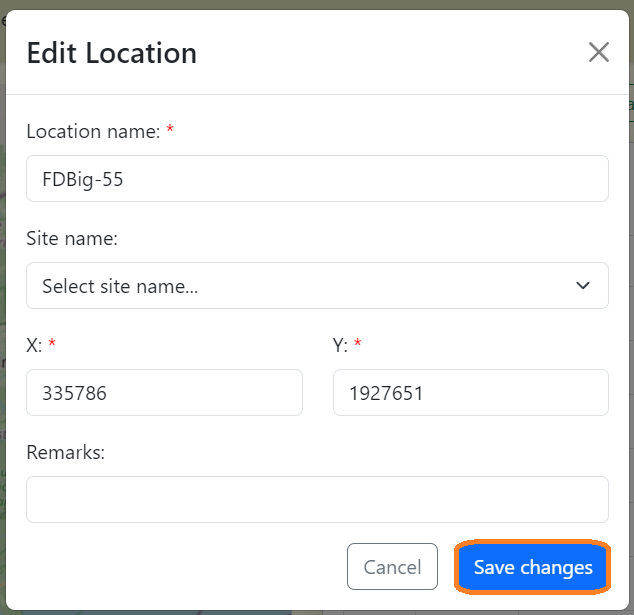 Edit Location
Location name: *
FDBig-55
Site name:
Select site name...
X: *
Y: *
335786
1927651
Remarks:
Cancel
Save changes